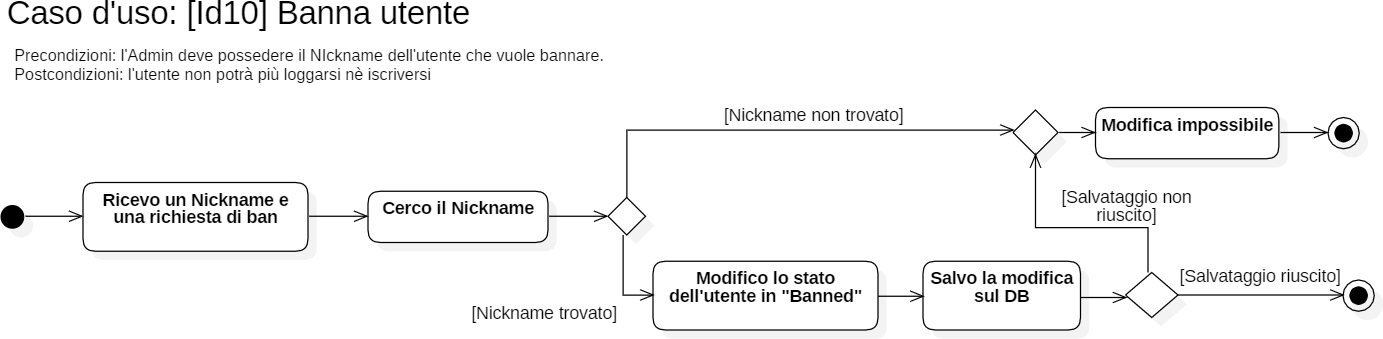 Caso d'uso: [Id10] Banna utente
Precondizioni: l'Admin deve possedere il NIckname dell'utente che vuole bannare.
Postcondizioni: l'utente non potrà più loggarsi nè iscriversi
[Nickname non trovato]
Modifica impossibile
Ricevo un Nickname e
una richiesta di ban
Cerco il Nickname
[Salvataggio non
riuscito]
Modifico lo stato
dell'utente in "Banned"
Salvo la modifica
sul DB
[Salvataggio riuscito]
[Nickname trovato]